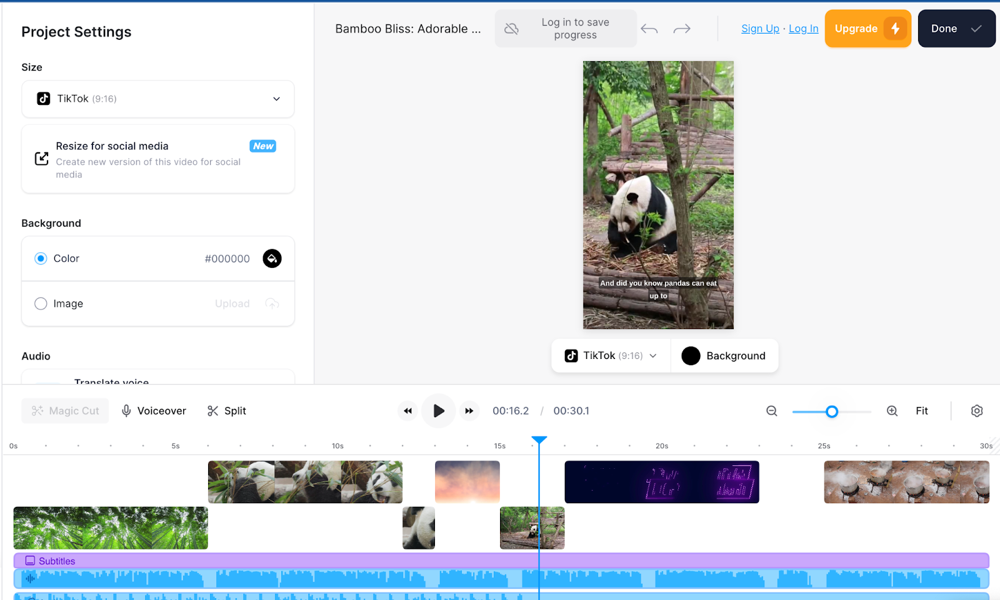 Project Settings
Size
TikTok (9:16)
Resize for social media
New
Create new version of this video for social
media
Background
Color
#000000
Image
Upload
Audio
Translate voice
Bamboo Bliss: Adorable ...
Log in to save
progress
Sign Up · Log In
Upgrade
Done
And did you know pandas can eat
up to
TikTok (9:16)
Background
Magic Cut
Voiceover
Split
00:16.2 / 00:30.1
Fit
0s 5s 10s 15s 20s 25s 30s
Subtitles